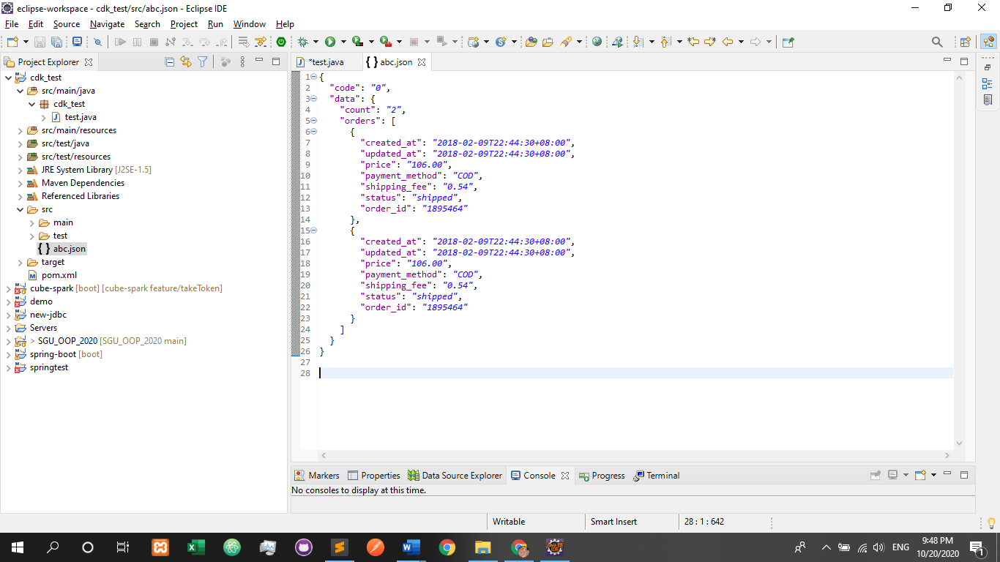 eclipse-workspace - cdk_test/src/abc.json - Eclipse IDE
File Edit Source Navigate Search Project Run Window Help
Project Explorer
cdk_test
src/main/java
cdk_test
test.java
src/main/resources
src/test/java
src/test/resources
JRE System Library [J2SE-1.5]
Maven Dependencies
Referenced Libraries
src
main
test
{ } abc.json
target
pom.xml
cube-spark [boot] [cube-spark feature/takeToken]
demo
new-jdbc
Servers
> SGU_OOP_2020 [SGU_OOP_2020 main]
spring-boot [boot]
springtest
*test.java { } abc.json
1 {
2 "code": "0",
3 "data": {
4 "count": "2",
5 "orders": [
6 {
7 "created_at": "2018-02-09T22:44:30+08:00",
8 "updated_at": "2018-02-09T22:44:30+08:00",
9 "price": "106.00",
10 "payment_method": "COD",
11 "shipping_fee": "0.54",
12 "status": "shipped",
13 "order_id": "1895464"
14 },
15 {
16 "created_at": "2018-02-09T22:44:30+08:00",
17 "updated_at": "2018-02-09T22:44:30+08:00",
18 "price": "106.00",
19 "payment_method": "COD",
20 "shipping_fee": "0.54",
21 "status": "shipped",
22 "order_id": "1895464"
23 }
24 ]
25 }
26 }
27
28
Markers Properties Data Source Explorer Console Progress Terminal
No consoles to display at this time.
Writable Smart Insert 28 : 1 : 642
ENG
9:48 PM
10/20/2020
1